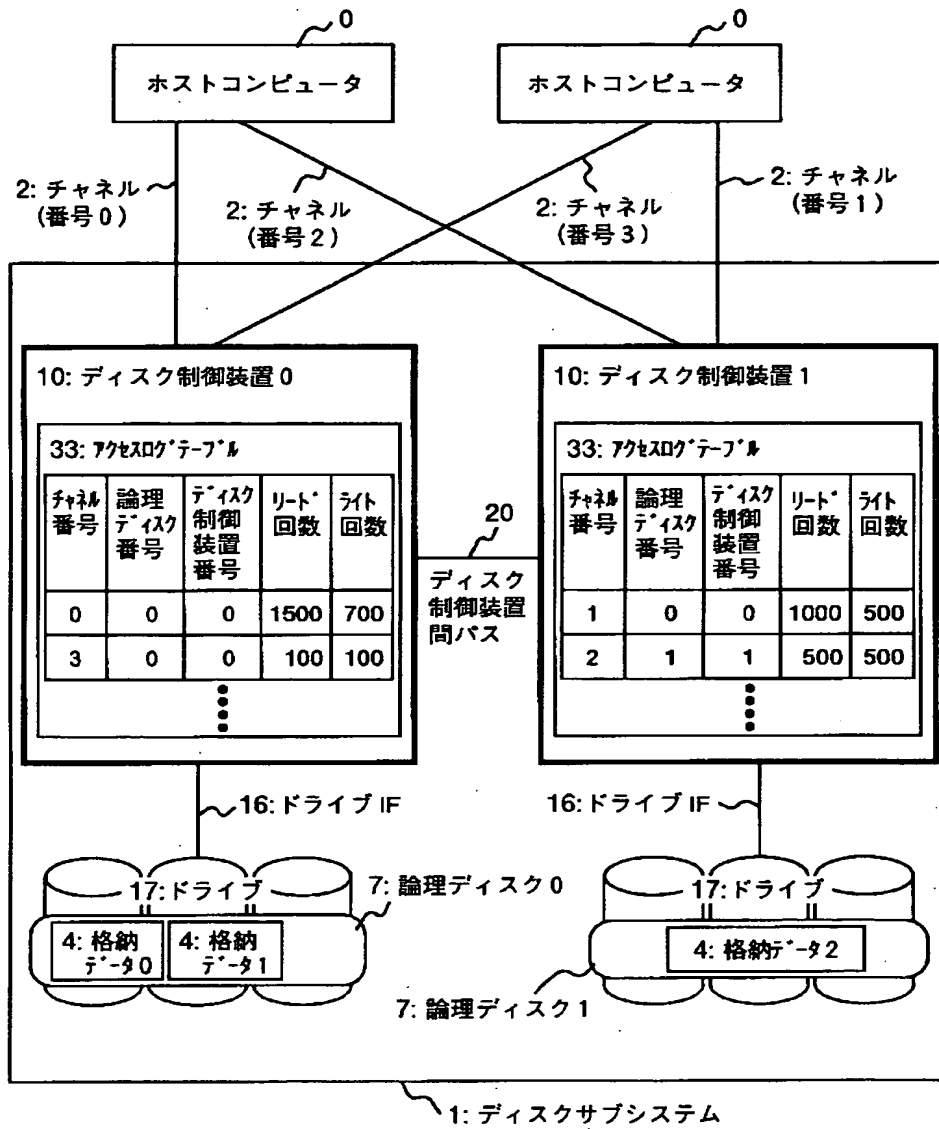 0
0
ホストコンピュータ
ホストコンピュータ
2: チャネル
(番号0)
2: チャネル
(番号2)
2: チャネル
(番号3)
2: チャネル
(番号1)
10: ディスク制御装置0
33: アクセスログテーブル
チャネル
番号
論理
ディスク
番号
ディスク
制御
装置
番号
リード
回数
ライト
回数
0 0 0 1500 700
3 0 0 100 100
20
ディスク
制御装置
間パス
10: ディスク制御装置1
33: アクセスログテーブル
チャネル
番号
論理
ディスク
番号
ディスク
制御
装置
番号
リード
回数
ライト
回数
1 0 0 1000 500
2 1 1 500 500
16: ドライブ IF
16: ドライブ IF
17: ドライブ
7: 論理ディスク0
4: 格納
データ0
4: 格納
データ1
17: ドライブ
4: 格納データ2
7: 論理ディスク1
1: ディスクサブシステム